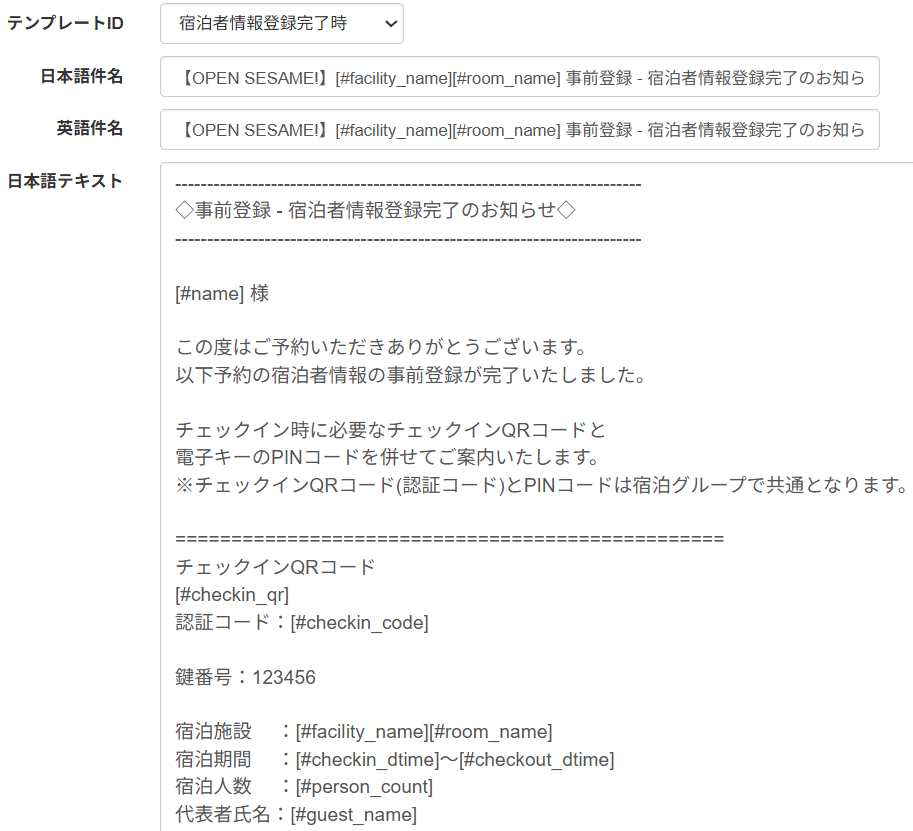 テンプレートID 宿泊者情報登録完了時
日本語件名 【OPEN SESAME!】[#facility_name][#room_name] 事前登録 - 宿泊者情報登録完了のお知ら
英語件名 【OPEN SESAME!】[#facility_name][#room_name] 事前登録 - 宿泊者情報登録完了のお知ら
日本語テキスト
-------------------------------------------------------------------------
◇事前登録 - 宿泊者情報登録完了のお知らせ◇
-------------------------------------------------------------------------
[#name] 様
この度はご予約いただきありがとうございます。
以下予約の宿泊者情報の事前登録が完了いたしました。
チェックイン時に必要なチェックインQRコードと
電子キーのPINコードを併せてご案内いたします。
※チェックインQRコード(認証コード)とPINコードは宿泊グループで共通となります。
=================================================
チェックインQRコード
[#checkin_qr]
認証コード：[#checkin_code]
鍵番号：123456
宿泊施設　：[#facility_name][#room_name]
宿泊期間　：[#checkin_dtime]～[#checkout_dtime]
宿泊人数　：[#person_count]
代表者氏名：[#guest_name]